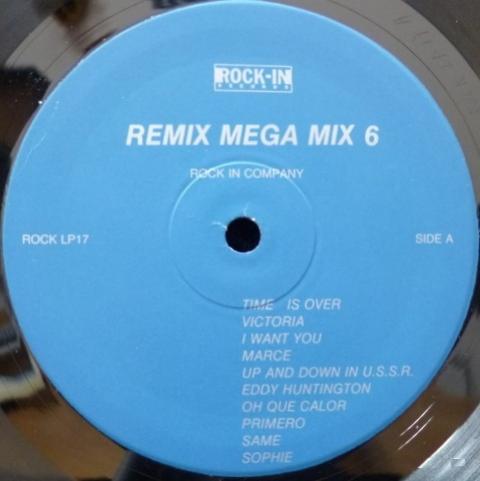 ROCK-IN
RECORDS
REMIX MEGA MIX 6
ROCK IN COMPANY
ROCK LP17
SIDE A
TIME IS OVER
VICTORIA
I WANT YOU
MARCE
UP AND DOWN IN U.S.S.R.
EDDY HUNTINGTON
OH QUE CALOR
PRIMERO
SAME
SOPHIE